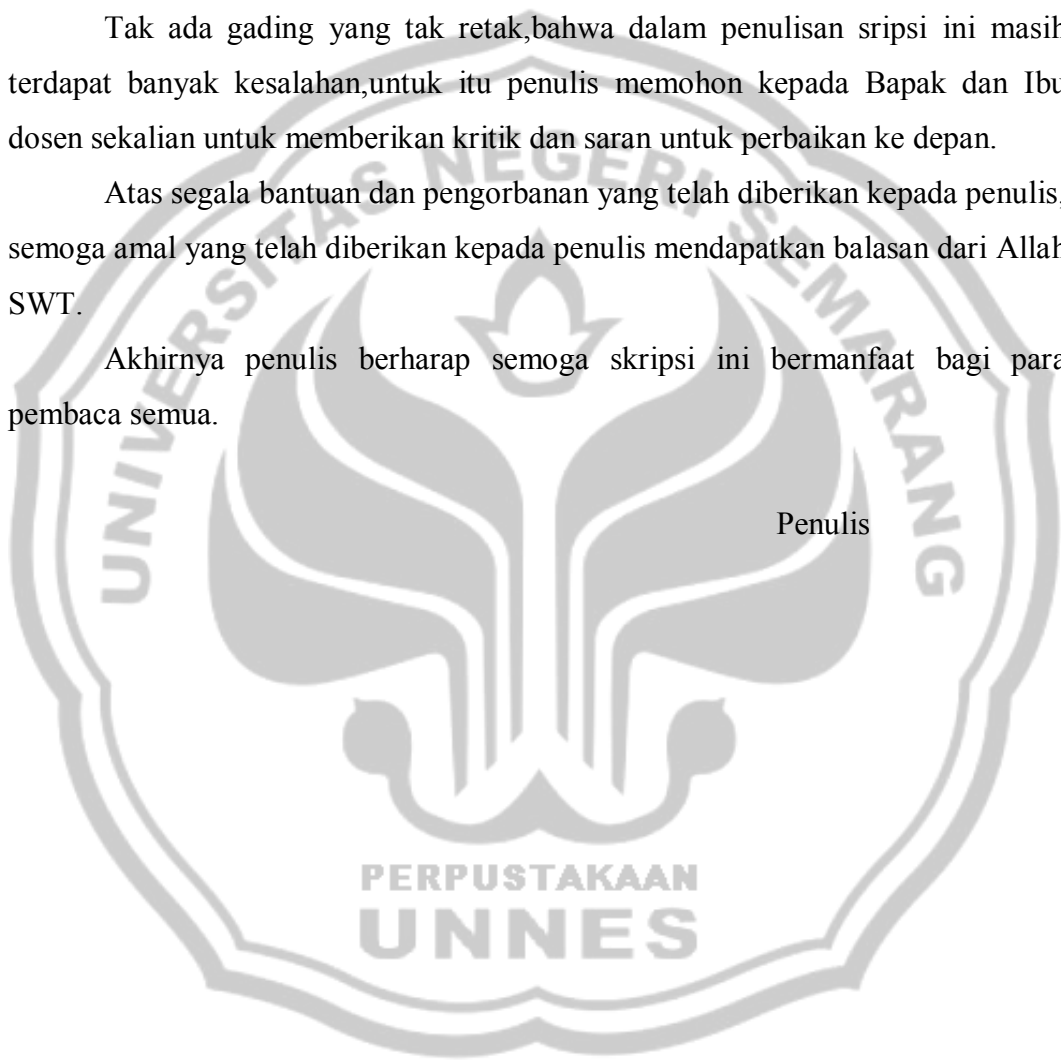 Tak ada gading yang tak retak,bahwa dalam penulisan sripsi ini masih
terdapat banyak kesalahan,untuk itu penulis memohon kepada Bapak dan Ibu
dosen sekalian untuk memberikan kritik dan saran untuk perbaikan ke depan.
Atas segala bantuan dan pengorbanan yang telah diberikan kepada penulis,
semoga amal yang telah diberikan kepada penulis mendapatkan balasan dari Allah
SWT.
Akhirnya penulis berharap semoga skripsi ini bermanfaat bagi para
pembaca semua.
Penulis
UNIVERSITAS NEGERI SEMARANG
PERPUSTAKAAN
UNNES